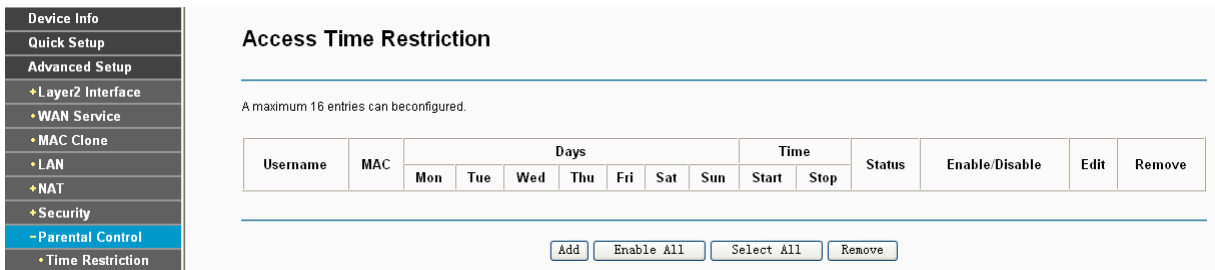 Device Info
Quick Setup
Advanced Setup
+Layer2 Interface
•WAN Service
•MAC Clone
•LAN
+NAT
+Security
−Parental Control
•Time Restriction
Access Time Restriction
A maximum 16 entries can beconfigured.
Username MAC Days Time Status Enable/Disable Edit Remove
Mon Tue Wed Thu Fri Sat Sun Start Stop
Add Enable All Select All Remove